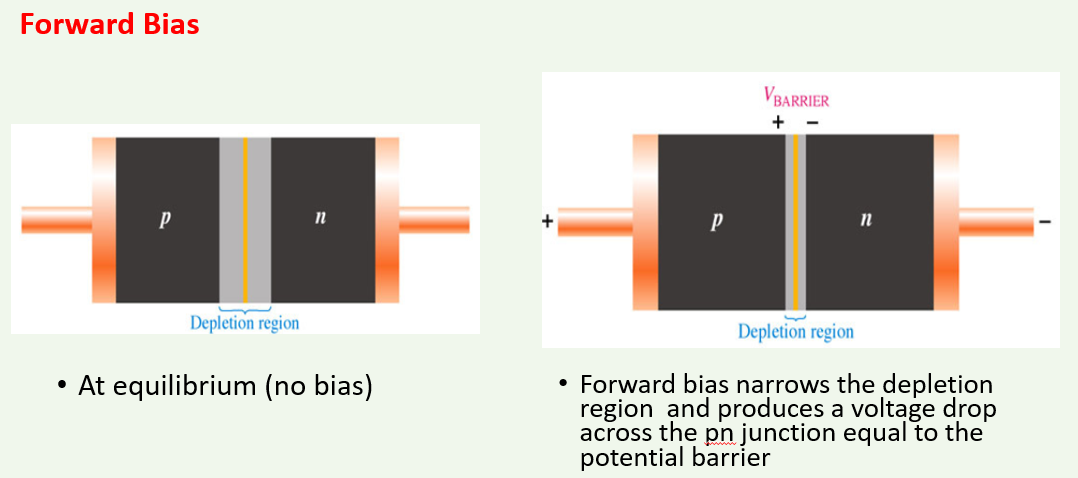 Forward Bias
p
n
Depletion region
• At equilibrium (no bias)
VBARRIER
+ −
+
p
n
−
Depletion region
• Forward bias narrows the depletion
region and produces a voltage drop
across the pn junction equal to the
potential barrier